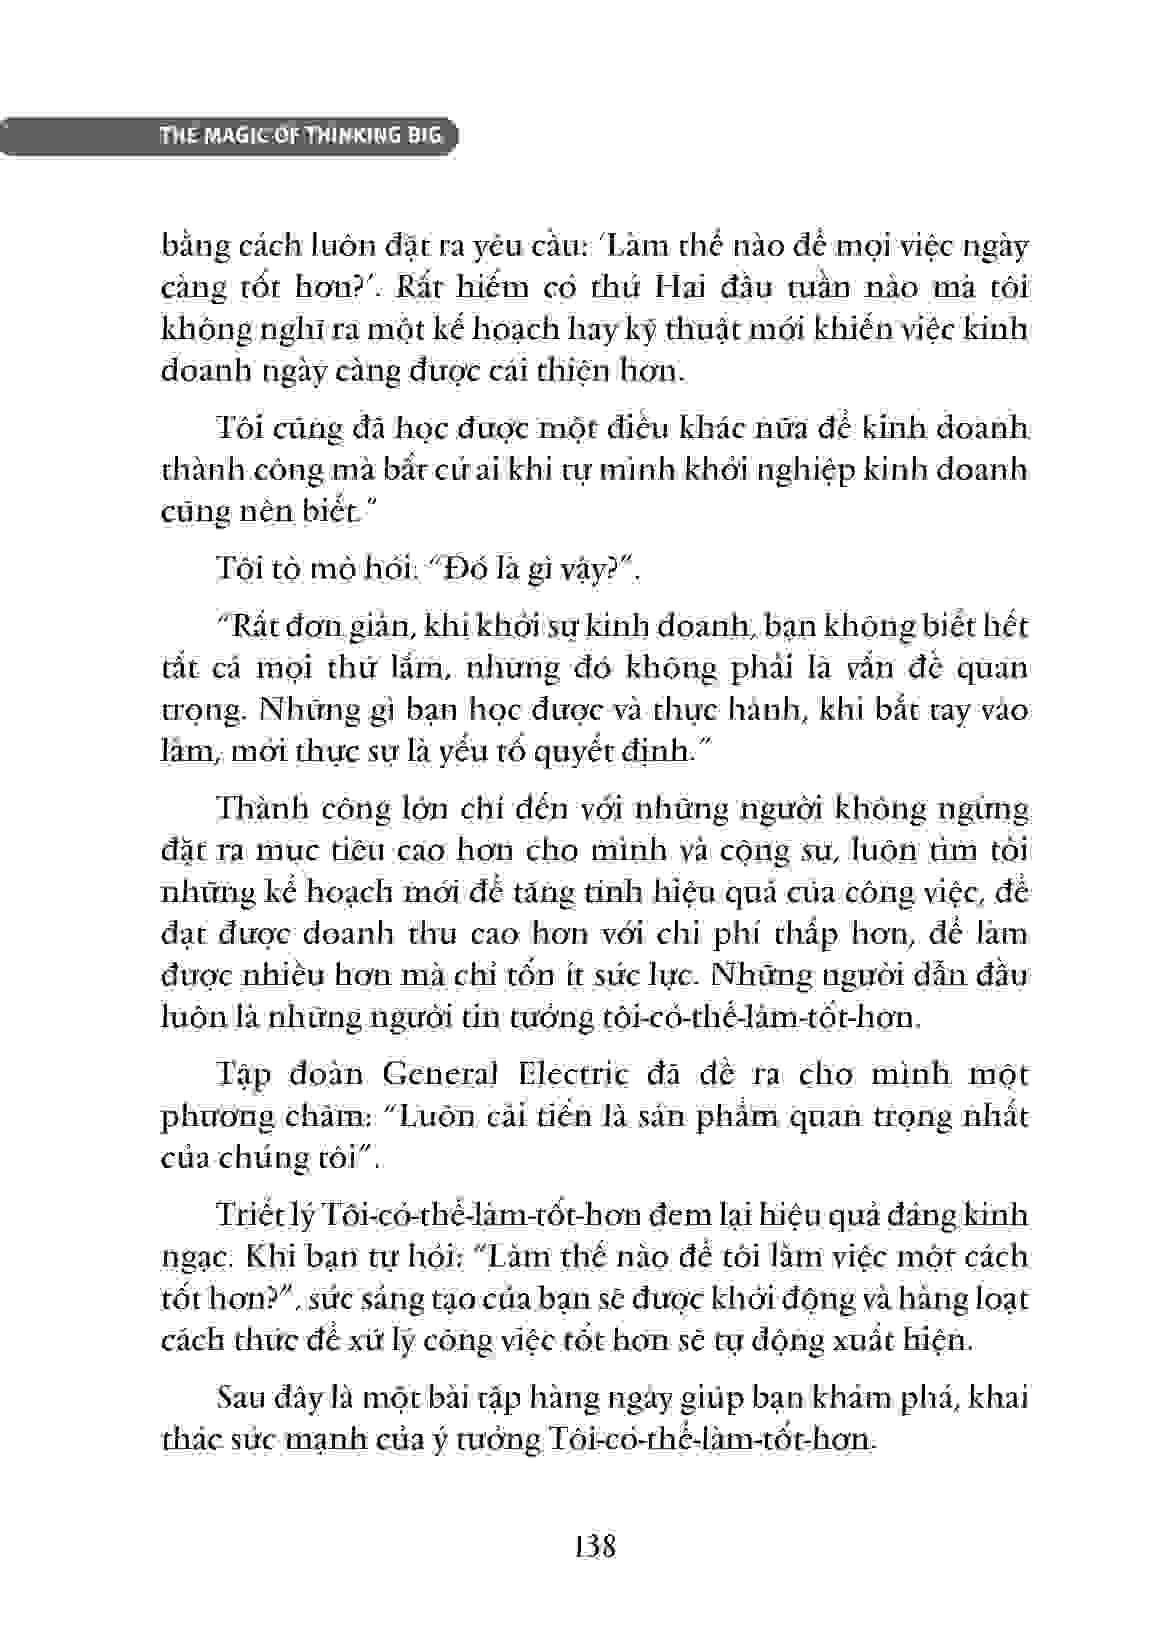 THE MAGIC OF THINKING BIG
bằng cách luôn đặt ra yêu cầu: ‘Làm thế nào để mọi việc ngày
càng tốt hơn?’. Rất hiếm có thứ Hai đầu tuần nào mà tôi
không nghĩ ra một kế hoạch hay kỹ thuật mới khiến việc kinh
doanh ngày càng được cải thiện hơn.
Tôi cũng đã học được một điều khác nữa để kinh doanh
thành công mà bất cứ ai khi tự mình khởi nghiệp kinh doanh
cũng nên biết.”
Tôi tò mò hỏi: “Đó là gì vậy?”.
“Rất đơn giản, khi khởi sự kinh doanh, bạn không biết hết
tất cả mọi thứ lắm, nhưng đó không phải là vấn đề quan
trọng. Những gì bạn học được và thực hành, khi bắt tay vào
làm, mới thực sự là yếu tố quyết định.”
Thành công lớn chỉ đến với những người không ngừng
đặt ra mục tiêu cao hơn cho mình và cộng sự, luôn tìm tòi
những kế hoạch mới để tăng tính hiệu quả của công việc, để
đạt được doanh thu cao hơn với chi phí thấp hơn, để làm
được nhiều hơn mà chỉ tốn ít sức lực. Những người dẫn đầu
luôn là những người tin tưởng tôi-có-thể-làm-tốt-hơn.
Tập đoàn General Electric đã đề ra cho mình một
phương châm: “Luôn cải tiến là sản phẩm quan trọng nhất
của chúng tôi”.
Triết lý Tôi-có-thể-làm-tốt-hơn đem lại hiệu quả đáng kinh
ngạc. Khi bạn tự hỏi: “Làm thế nào để tôi làm việc một cách
tốt hơn?”, sức sáng tạo của bạn sẽ được khởi động và hàng loạt
cách thức để xử lý công việc tốt hơn sẽ tự động xuất hiện.
Sau đây là một bài tập hàng ngày giúp bạn khám phá, khai
thác sức mạnh của ý tưởng Tôi-có-thể-làm-tốt-hơn.
138